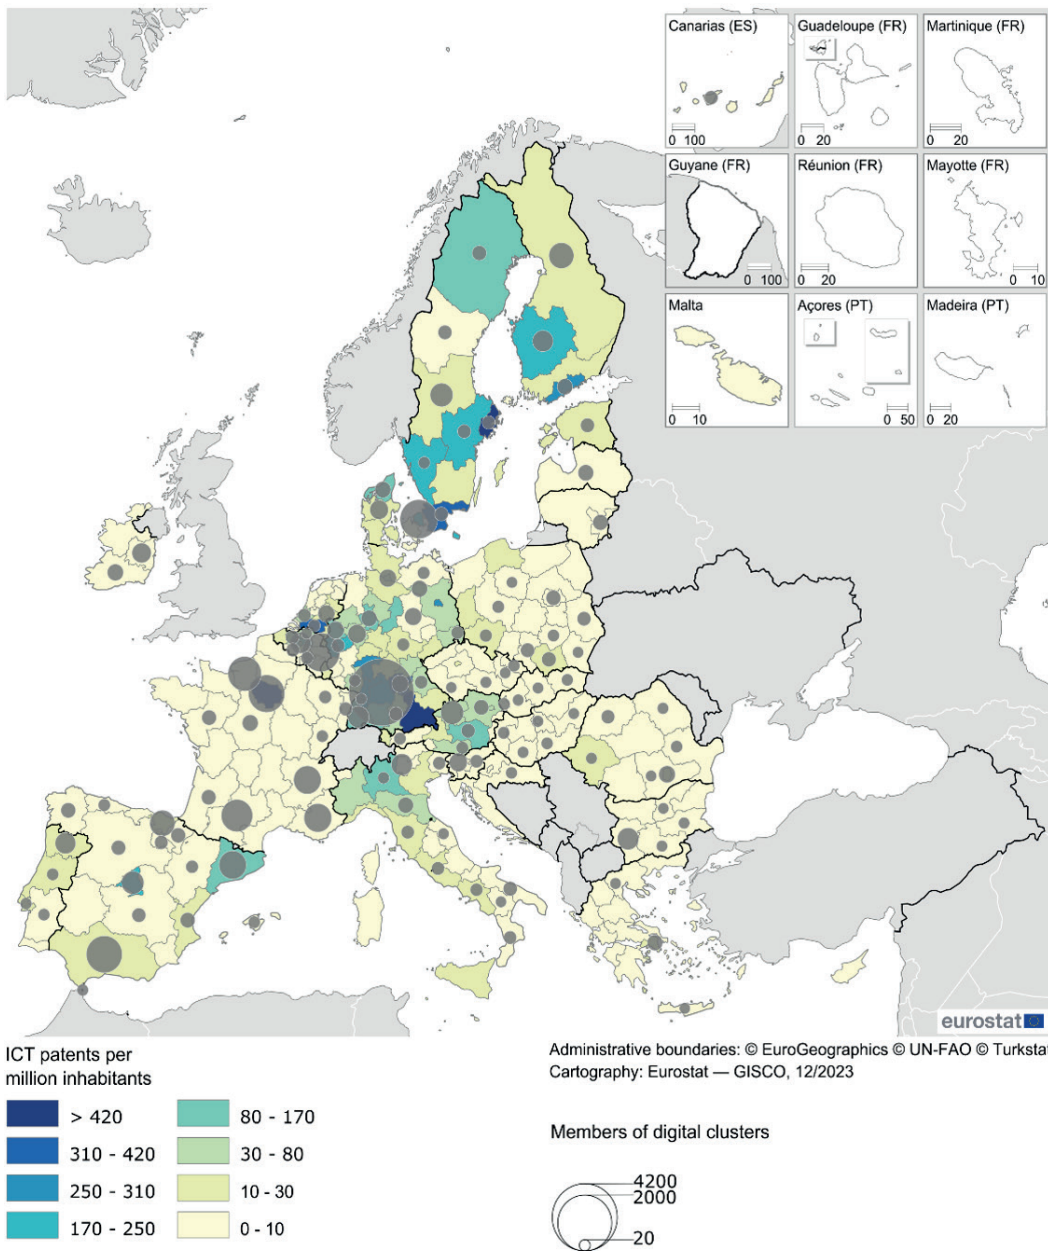 Canarias (ES)
0 100
Guadeloupe (FR)
0 20
Martinique (FR)
0 20
Guyane (FR)
0 100
Réunion (FR)
0 20
Mayotte (FR)
0 10
Malta
0 10
Açores (PT)
0 50
Madeira (PT)
0 20
eurostat
Administrative boundaries: © EuroGeographics © UN-FAO © Turkstat
Cartography: Eurostat — GISCO, 12/2023
ICT patents per
million inhabitants
> 420
310 - 420
250 - 310
170 - 250
80 - 170
30 - 80
10 - 30
0 - 10
Members of digital clusters
4200
2000
20